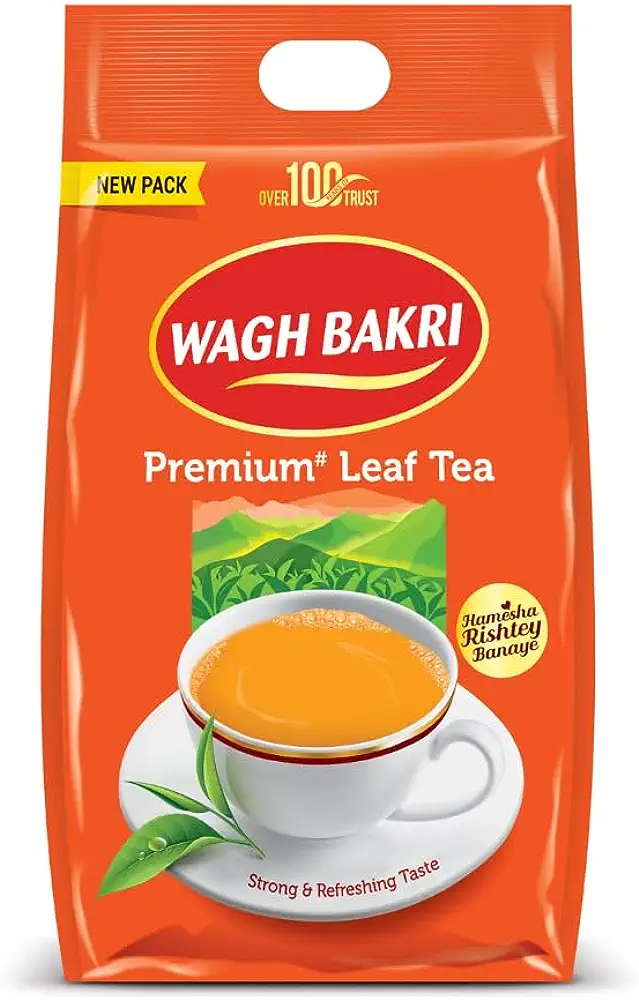 NEW PACK
OVER 100 YEARS OF TRUST
WAGH BAKRI
Premium# Leaf Tea
Hamesha
Rishtey
Banaye
Strong & Refreshing Taste